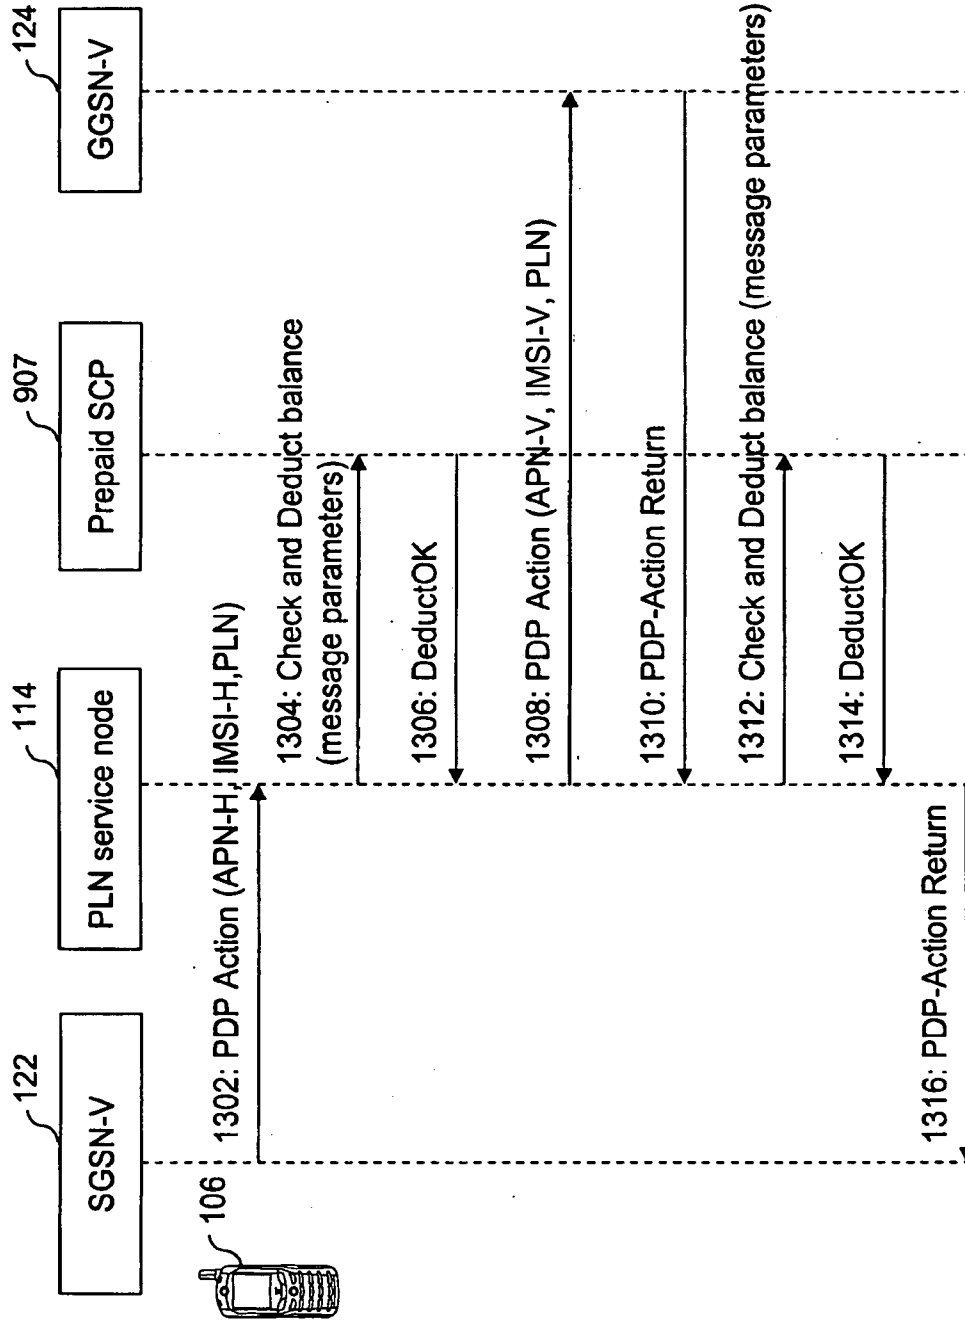 122
SGSN-V
114
PLN service node
907
Prepaid SCP
124
GGSN-V
106
1302: PDP Action (APN-H, IMSI-H,PLN)
1304: Check and Deduct balance
(message parameters)
1306: DeductOK
1308: PDP Action (APN-V, IMSI-V, PLN)
1310: PDP-Action Return
1312: Check and Deduct balance (message parameters)
1314: DeductOK
1316: PDP-Action Return